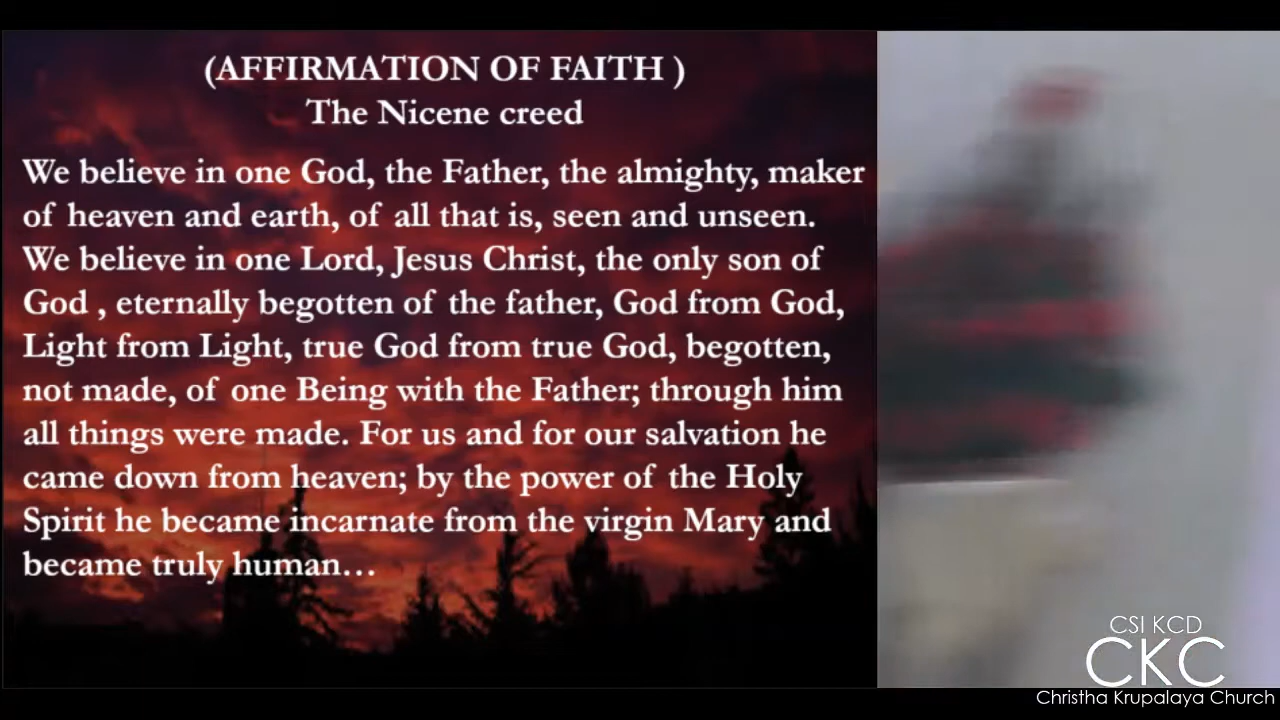 (AFFIRMATION OF FAITH )
The Nicene creed
We believe in one God, the Father, the almighty, maker
of heaven and earth, of all that is, seen and unseen.
We believe in one Lord, Jesus Christ, the only son of
God , eternally begotten of the father, God from God,
Light from Light, true God from true God, begotten,
not made, of one Being with the Father; through him
all things were made. For us and for our salvation he
came down from heaven; by the power of the Holy
Spirit he became incarnate from the virgin Mary and
became truly human…
CSI KCD
CKC
Christha Krupalaya Church